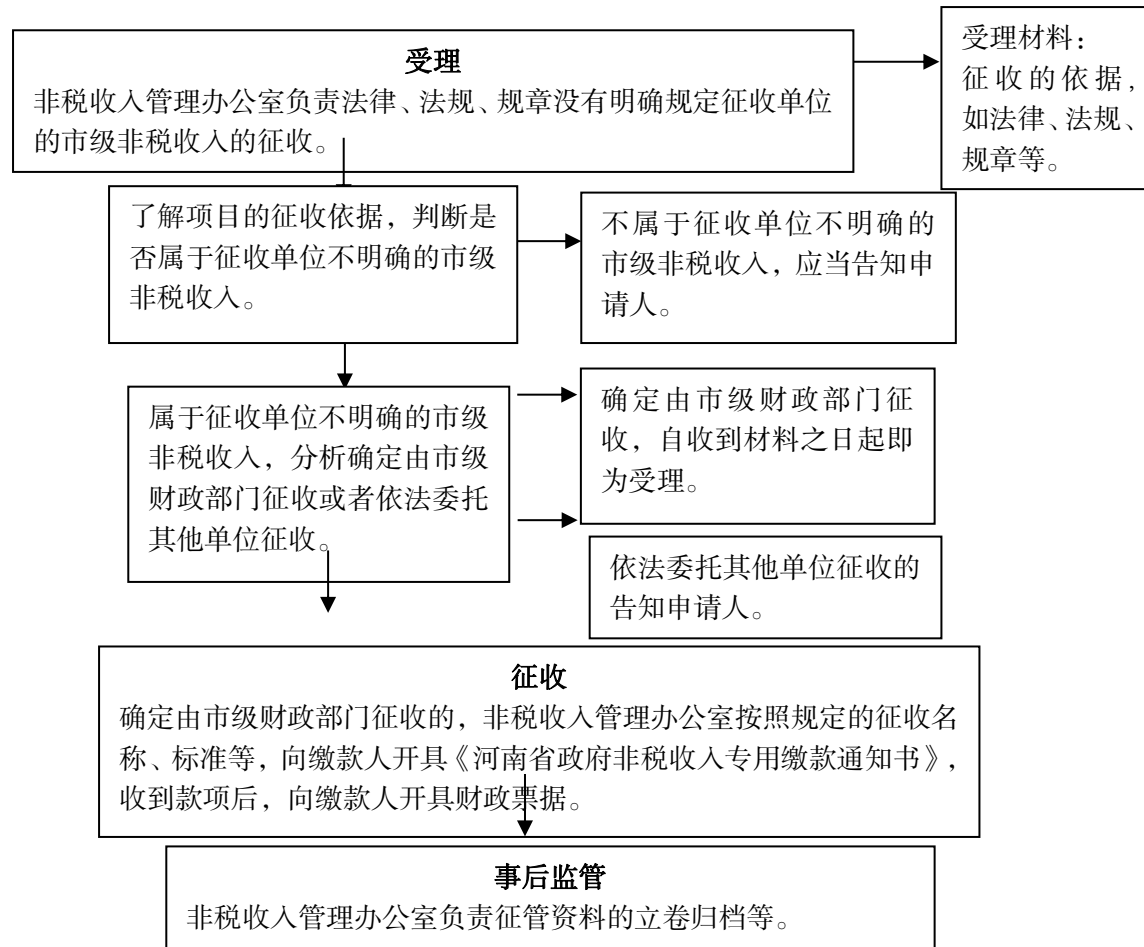 受理
非税收入管理办公室负责法律、法规、规章没有明确规定征收单位
的市级非税收入的征收。
受理材料：
征收的依据，
如法律、法规、
规章等。
了解项目的征收依据，判断是
否属于征收单位不明确的市级
非税收入。
不属于征收单位不明确的
市级非税收入，应当告知申
请人。
属于征收单位不明确的市级
非税收入，分析确定由市级
财政部门征收或者依法委托
其他单位征收。
确定由市级财政部门征
收，自收到材料之日起即
为受理。
依法委托其他单位征收的
告知申请人。
征收
确定由市级财政部门征收的，非税收入管理办公室按照规定的征收名
称、标准等，向缴款人开具《河南省政府非税收入专用缴款通知书》，
收到款项后，向缴款人开具财政票据。
事后监管
非税收入管理办公室负责征管资料的立卷归档等。